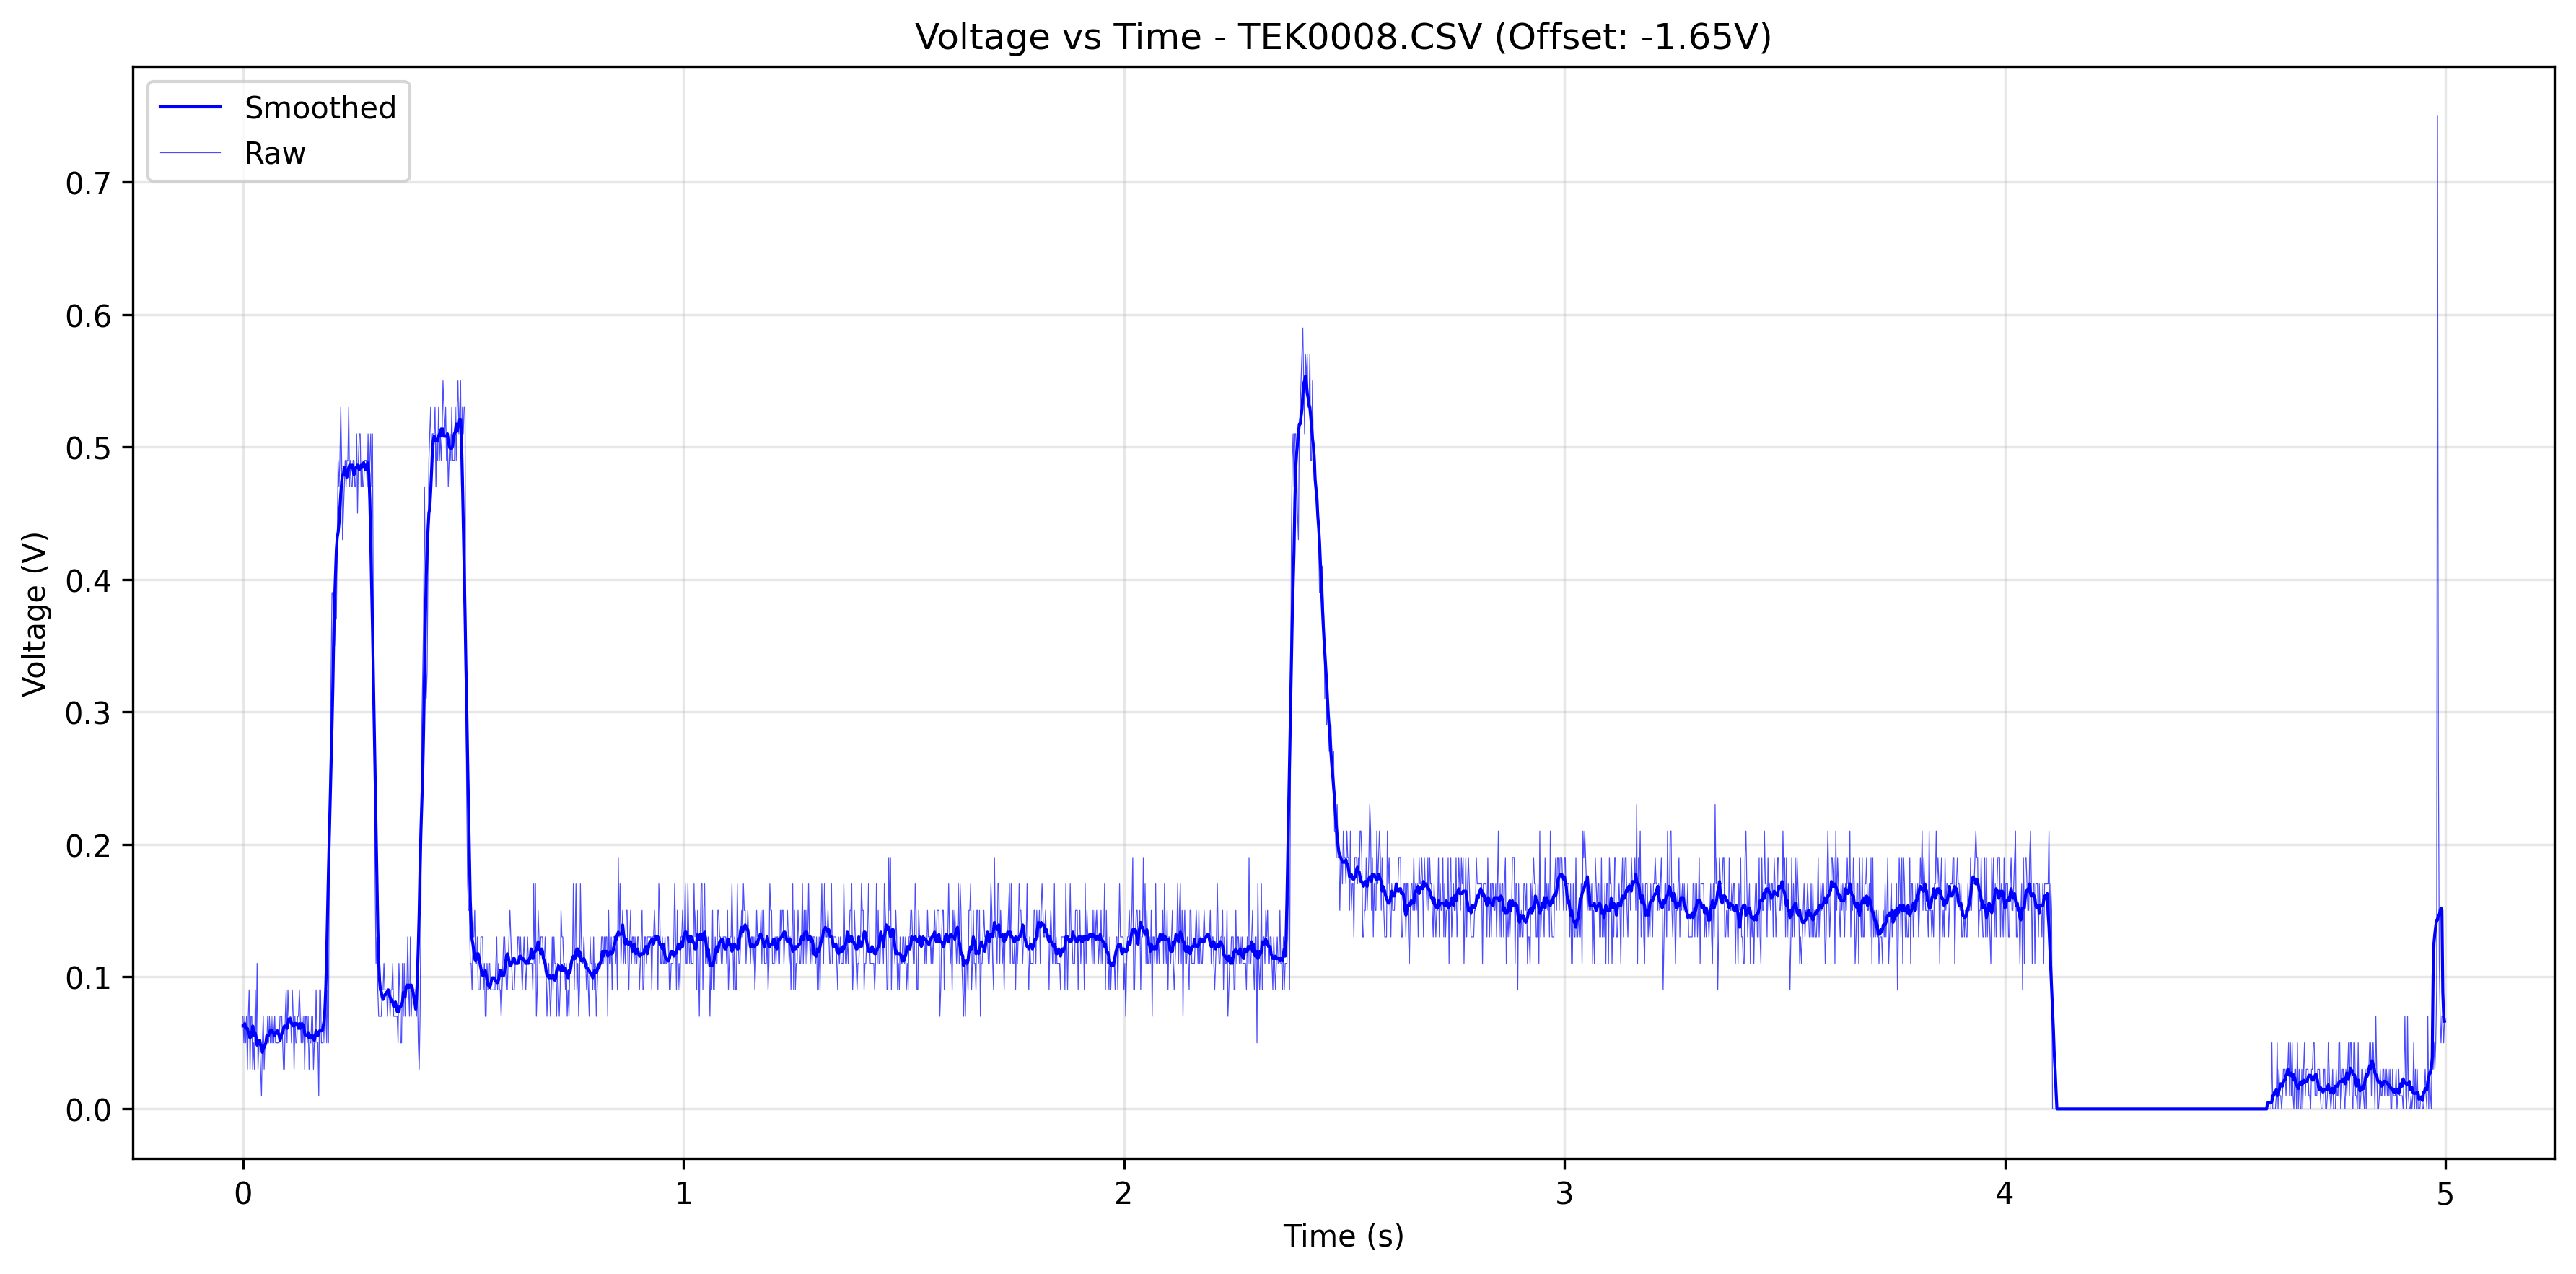 Voltage vs Time - TEK0008.CSV (Offset: -1.65V)
Smoothed
Raw
Voltage (V)
0.7
0.6
0.5
0.4
0.3
0.2
0.1
0.0
0 1 2 3 4 5
Time (s)